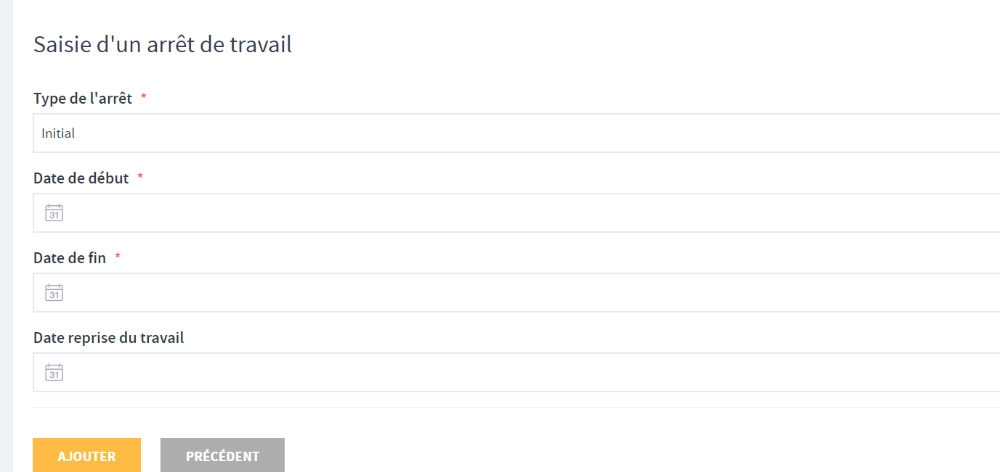 Saisie d'un arrêt de travail
Type de l'arrêt *
Initial
Date de début *
31
Date de fin *
31
Date reprise du travail
31
AJOUTER PRÉCÉDENT